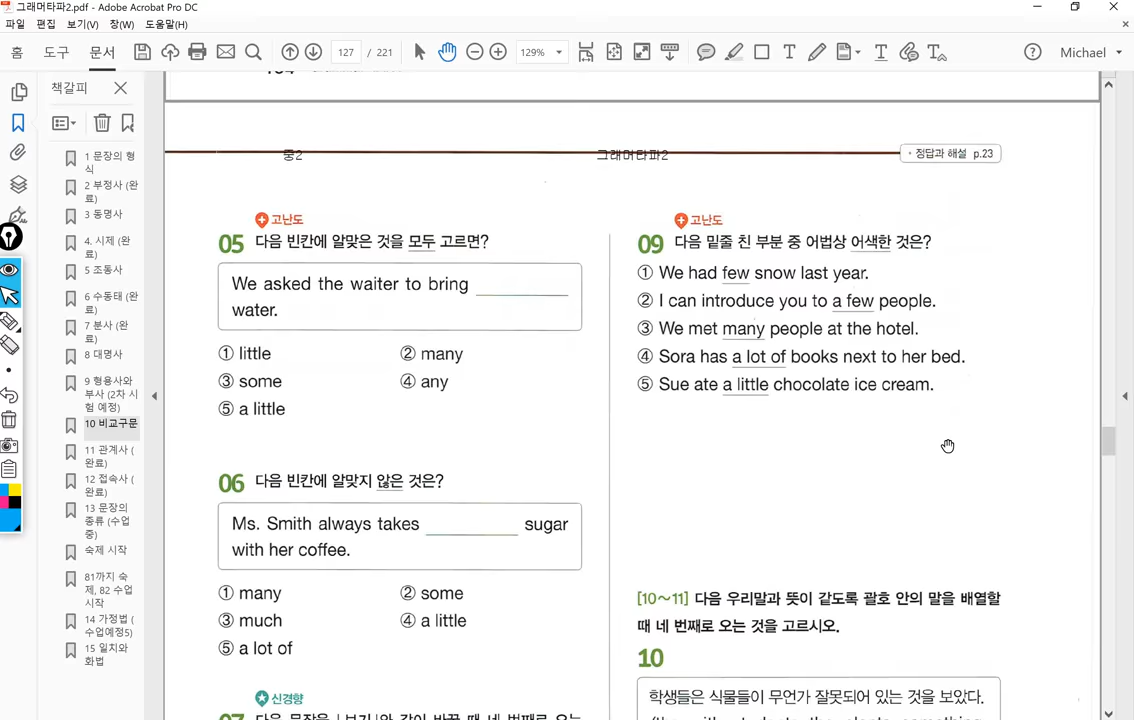 그래머타파2.pdf - Adobe Acrobat Pro DC
파일 편집 보기(V) 창(W) 도움말(H)
홈 도구 문서 127 / 221 129% Michael
책갈피
1 문장의 형식
2 부정사 (완료)
3 동명사
4. 시제 (완료)
5 조동사
6 수동태 (완료)
7 분사 (완료)
8 대명사
9 형용사와 부사 (2차 시험 예정)
10 비교구문
11 관계사 (완료)
12 접속사 (완료)
13 문장의 종류 (수업 중)
숙제 시작
81까지 숙제, 82 수업 시작
14 가정법 (수업예정5)
15 일치와 화법
중2 그래머타파2
• 정답과 해설 p.23
고난도
05 다음 빈칸에 알맞은 것을 모두 고르면?
We asked the waiter to bring ________
water.
① little ② many
③ some ④ any
⑤ a little
06 다음 빈칸에 알맞지 않은 것은?
Ms. Smith always takes ________ sugar
with her coffee.
① many ② some
③ much ④ a little
⑤ a lot of
신경향
고난도
09 다음 밑줄 친 부분 중 어법상 어색한 것은?
① We had few snow last year.
② I can introduce you to a few people.
③ We met many people at the hotel.
④ Sora has a lot of books next to her bed.
⑤ Sue ate a little chocolate ice cream.
[10～11] 다음 우리말과 뜻이 같도록 괄호 안의 말을 배열할
때 네 번째로 오는 것을 고르시오.
10
학생들은 식물들이 무언가 잘못되어 있는 것을 보았다.